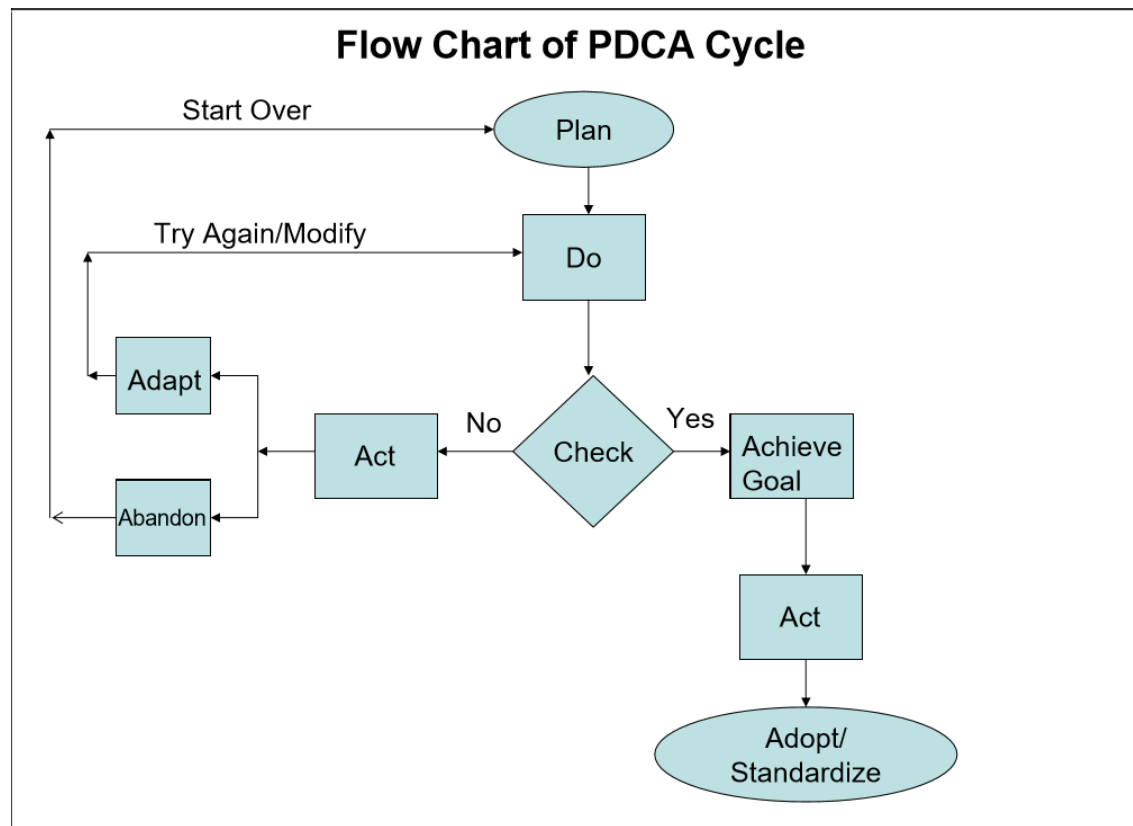 Flow Chart of PDCA Cycle
Start Over
Plan
Try Again/Modify
Do
Adapt
No
Yes
Act
Check
Achieve
Goal
Abandon
Act
Adopt/
Standardize